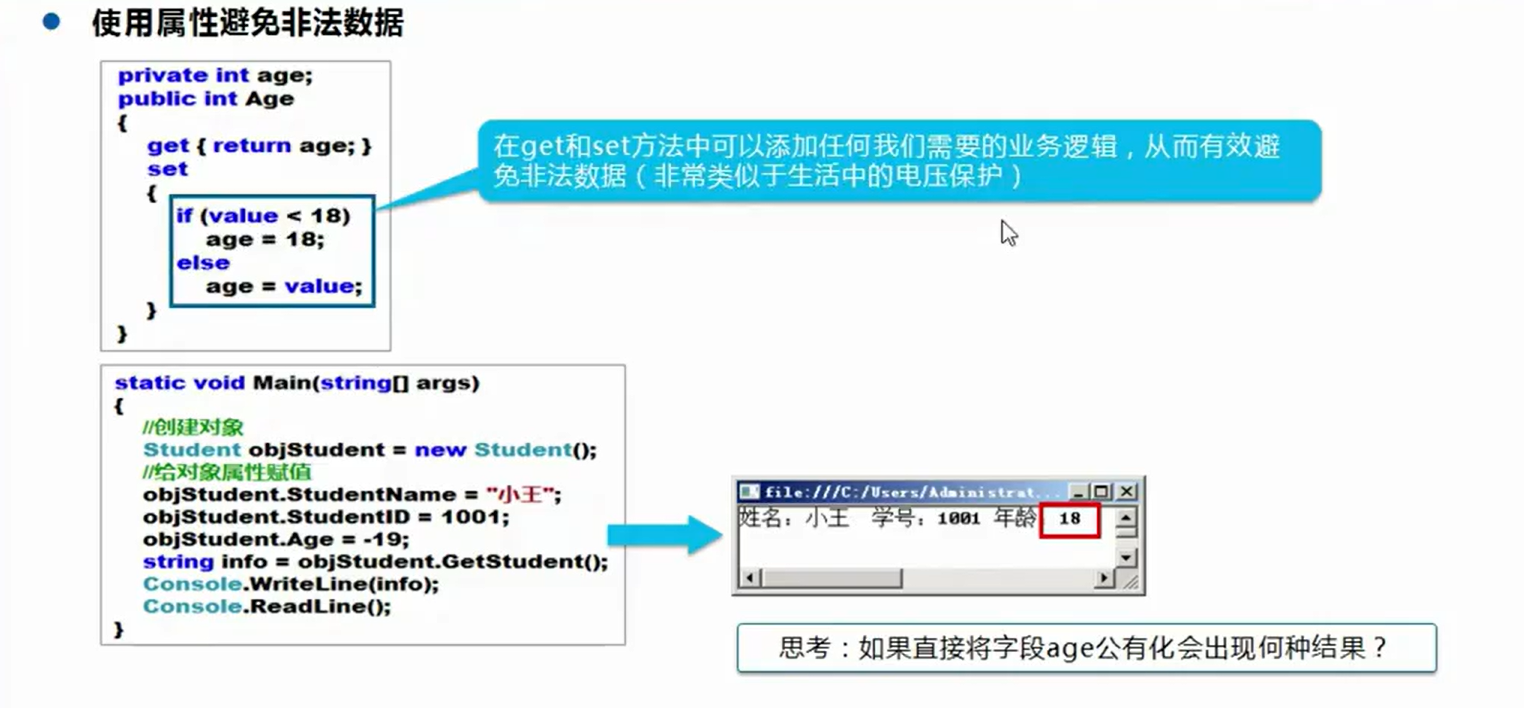 使用属性避免非法数据
private int age;
public int Age
{
get { return age; }
set
{
if (value < 18)
age = 18;
else
age = value;
}
}
在get和set方法中可以添加任何我们需要的业务逻辑，从而有效避
免非法数据（非常类似于生活中的电压保护）
static void Main(string[] args)
{
//创建对象
Student objStudent = new Student();
//给对象属性赋值
objStudent.StudentName = "小王";
objStudent.StudentID = 1001;
objStudent.Age = -19;
string info = objStudent.GetStudent();
Console.WriteLine(info);
Console.ReadLine();
}
file:///C:/Users/Administrat...
姓名：小王 学号：1001 年龄 18
思考：如果直接将字段age公有化会出现何种结果？